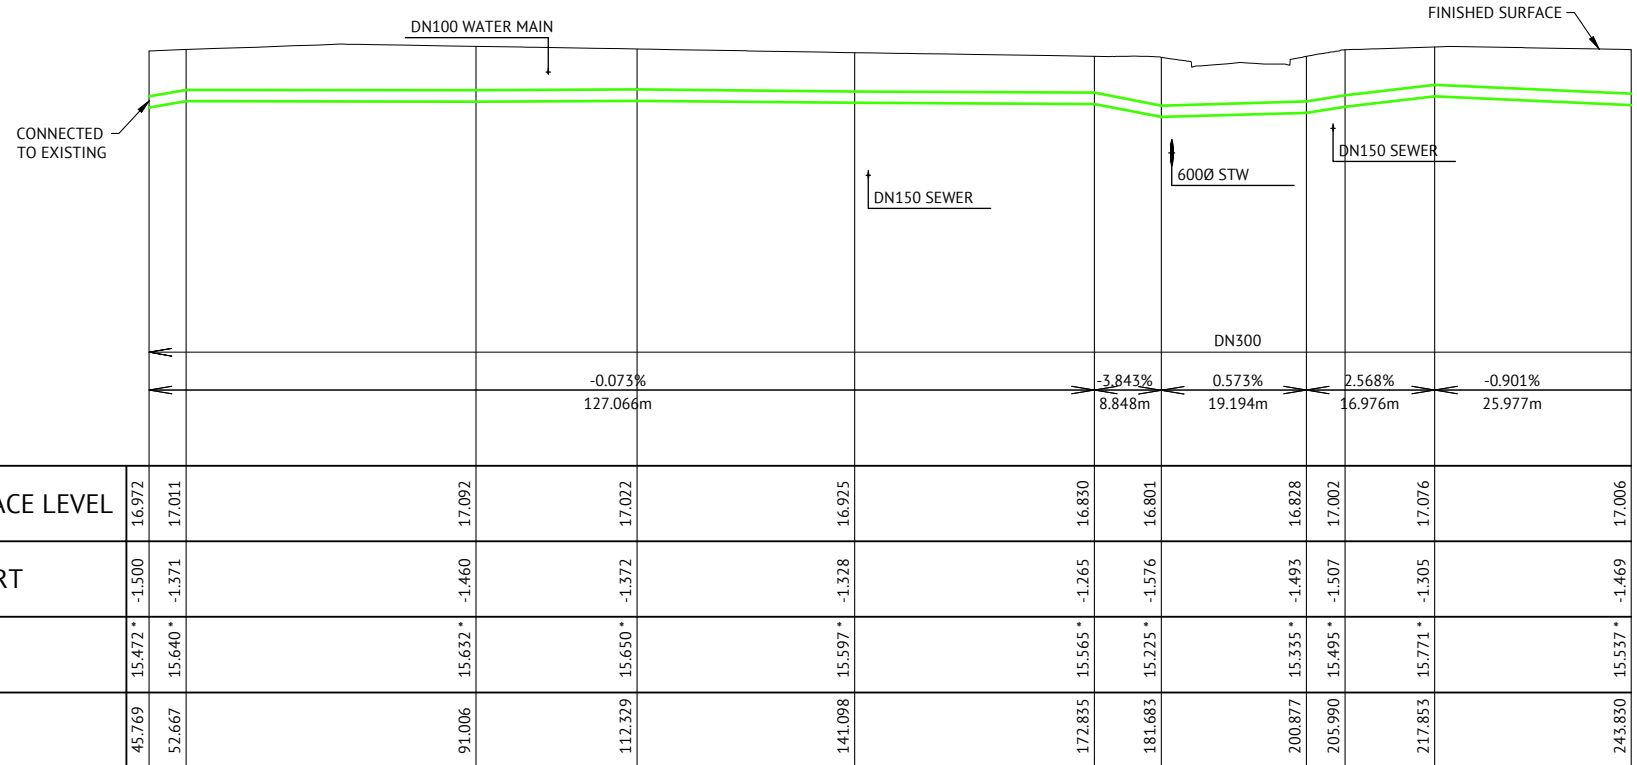 FINISHED SURFACE
DN100 WATER MAIN
CONNECTED
TO EXISTING
DN150 SEWER
600Ø STW
DN150 SEWER
DN300
-0.073% -3.843% 0.573% 2.568% -0.901%
127.066m 8.848m 19.194m 16.976m 25.977m
ACE LEVEL 16.972 17.011 17.092 17.022 16.925 16.830 16.801 16.828 17.002 17.076 17.006
RT -1.500 -1.371 -1.460 -1.372 -1.328 -1.265 -1.576 -1.493 -1.507 -1.305 -1.469
15.472 * 15.640 * 15.632 * 15.650 * 15.597 * 15.565 * 15.225 * 15.335 * 15.495 * 15.771 * 15.537 *
45.769 52.667 91.006 112.329 141.098 172.835 181.683 200.877 205.990 217.853 243.830